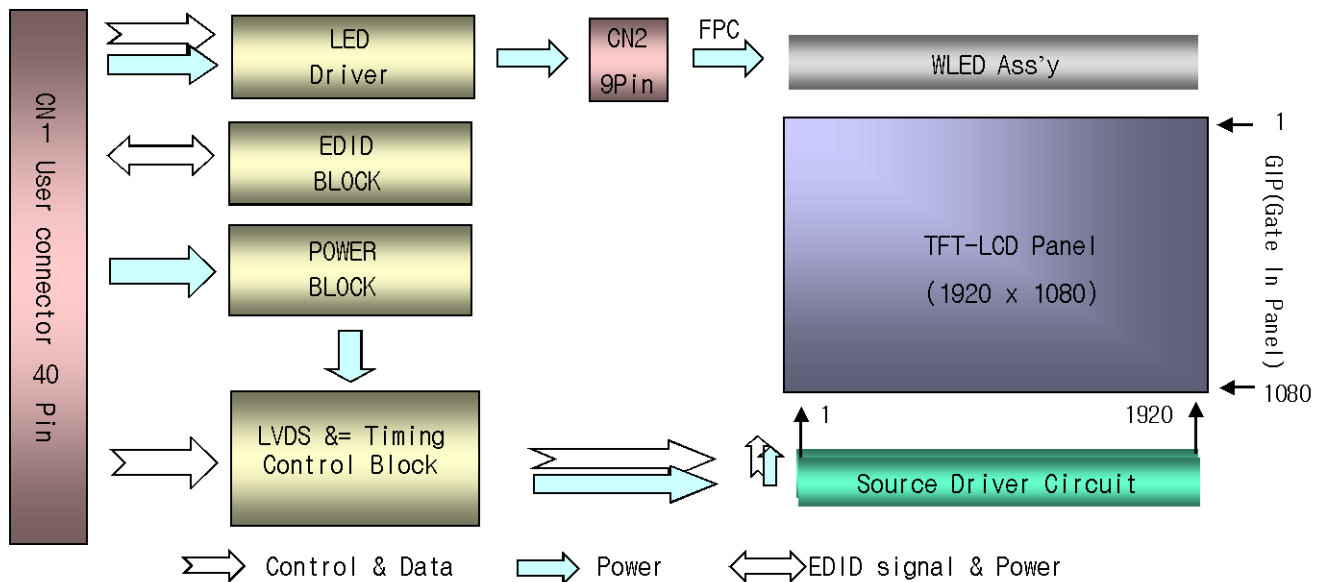 CN1- User connector 40 Pin
LED
Driver
CN2
9Pin
FPC
WLED Ass'y
EDID
BLOCK
POWER
BLOCK
LVDS &= Timing
Control Block
TFT-LCD Panel
(1920 x 1080)
1
GIP(Gate In Panel)
1080
1
1920
Source Driver Circuit
Control & Data
Power
EDID signal & Power